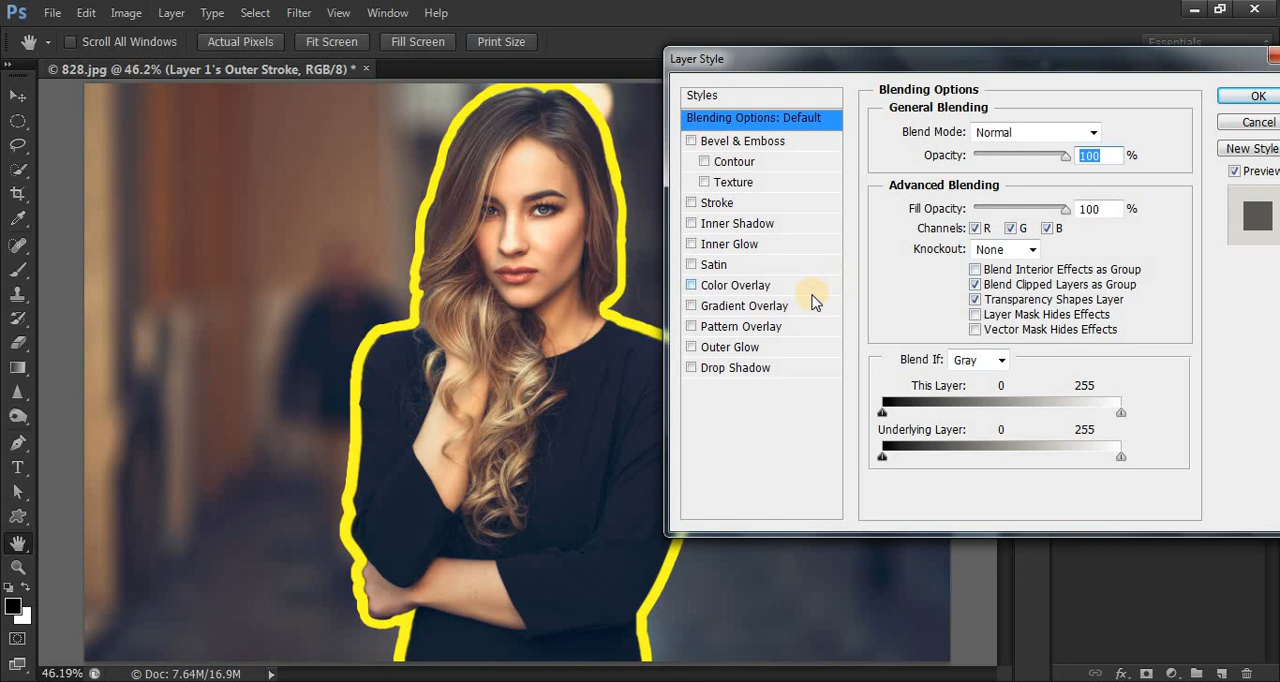 Ps File Edit Image Layer Type Select Filter View Window Help
Scroll All Windows Actual Pixels Fit Screen Fill Screen Print Size Essentials
© 828.jpg @ 46.2% (Layer 1's Outer Stroke, RGB/8) * ×
Layer Style
Styles
Blending Options: Default
Bevel & Emboss
Contour
Texture
Stroke
Inner Shadow
Inner Glow
Satin
Color Overlay
Gradient Overlay
Pattern Overlay
Outer Glow
Drop Shadow
Blending Options
General Blending
Blend Mode: Normal
Opacity: 100 %
Advanced Blending
Fill Opacity: 100 %
Channels: R G B
Knockout: None
Blend Interior Effects as Group
Blend Clipped Layers as Group
Transparency Shapes Layer
Layer Mask Hides Effects
Vector Mask Hides Effects
Blend If: Gray
This Layer: 0 255
Underlying Layer: 0 255
OK
Cancel
New Style
Preview
T
46.19% © Doc: 7.64M/16.9M
fx